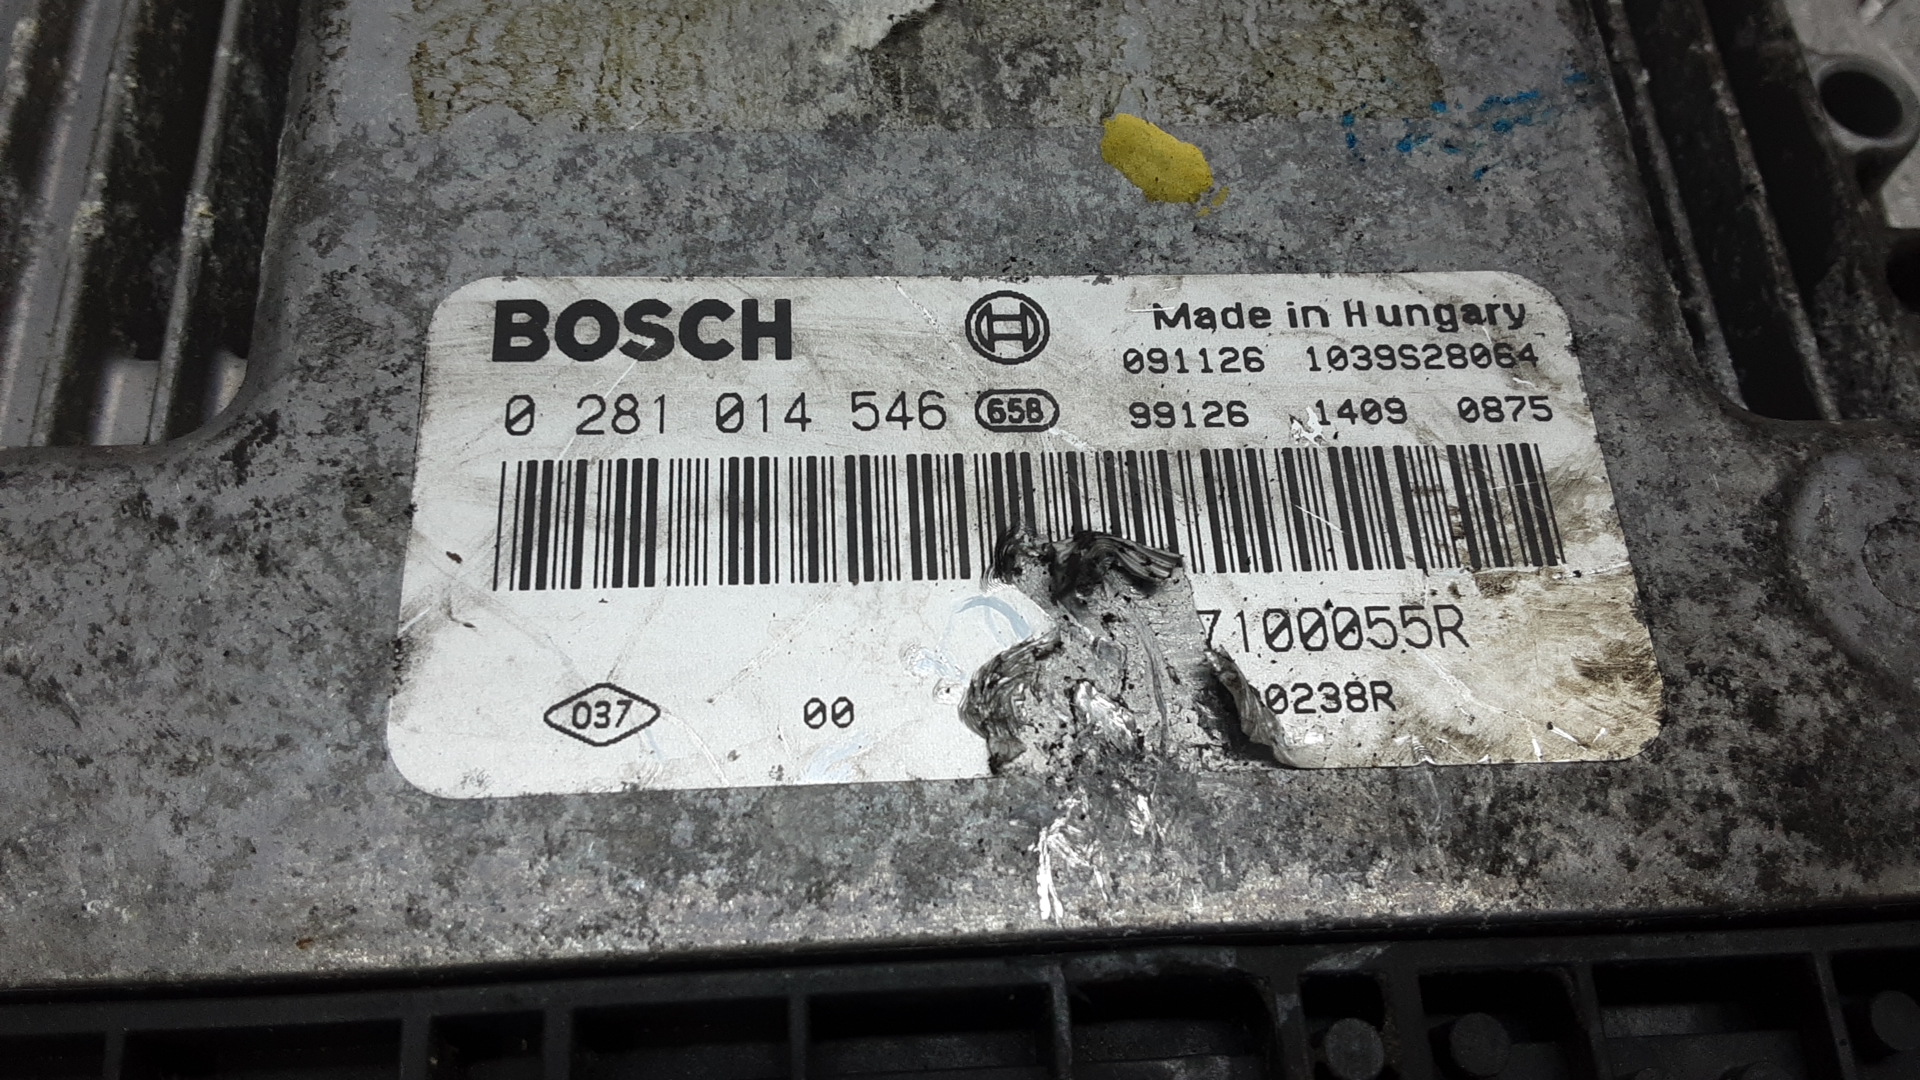 BOSCH
Made in Hungary
091126 1039S28064
0 281 014 546 658 99126 1409 0875
7100055R
037 00 0238R